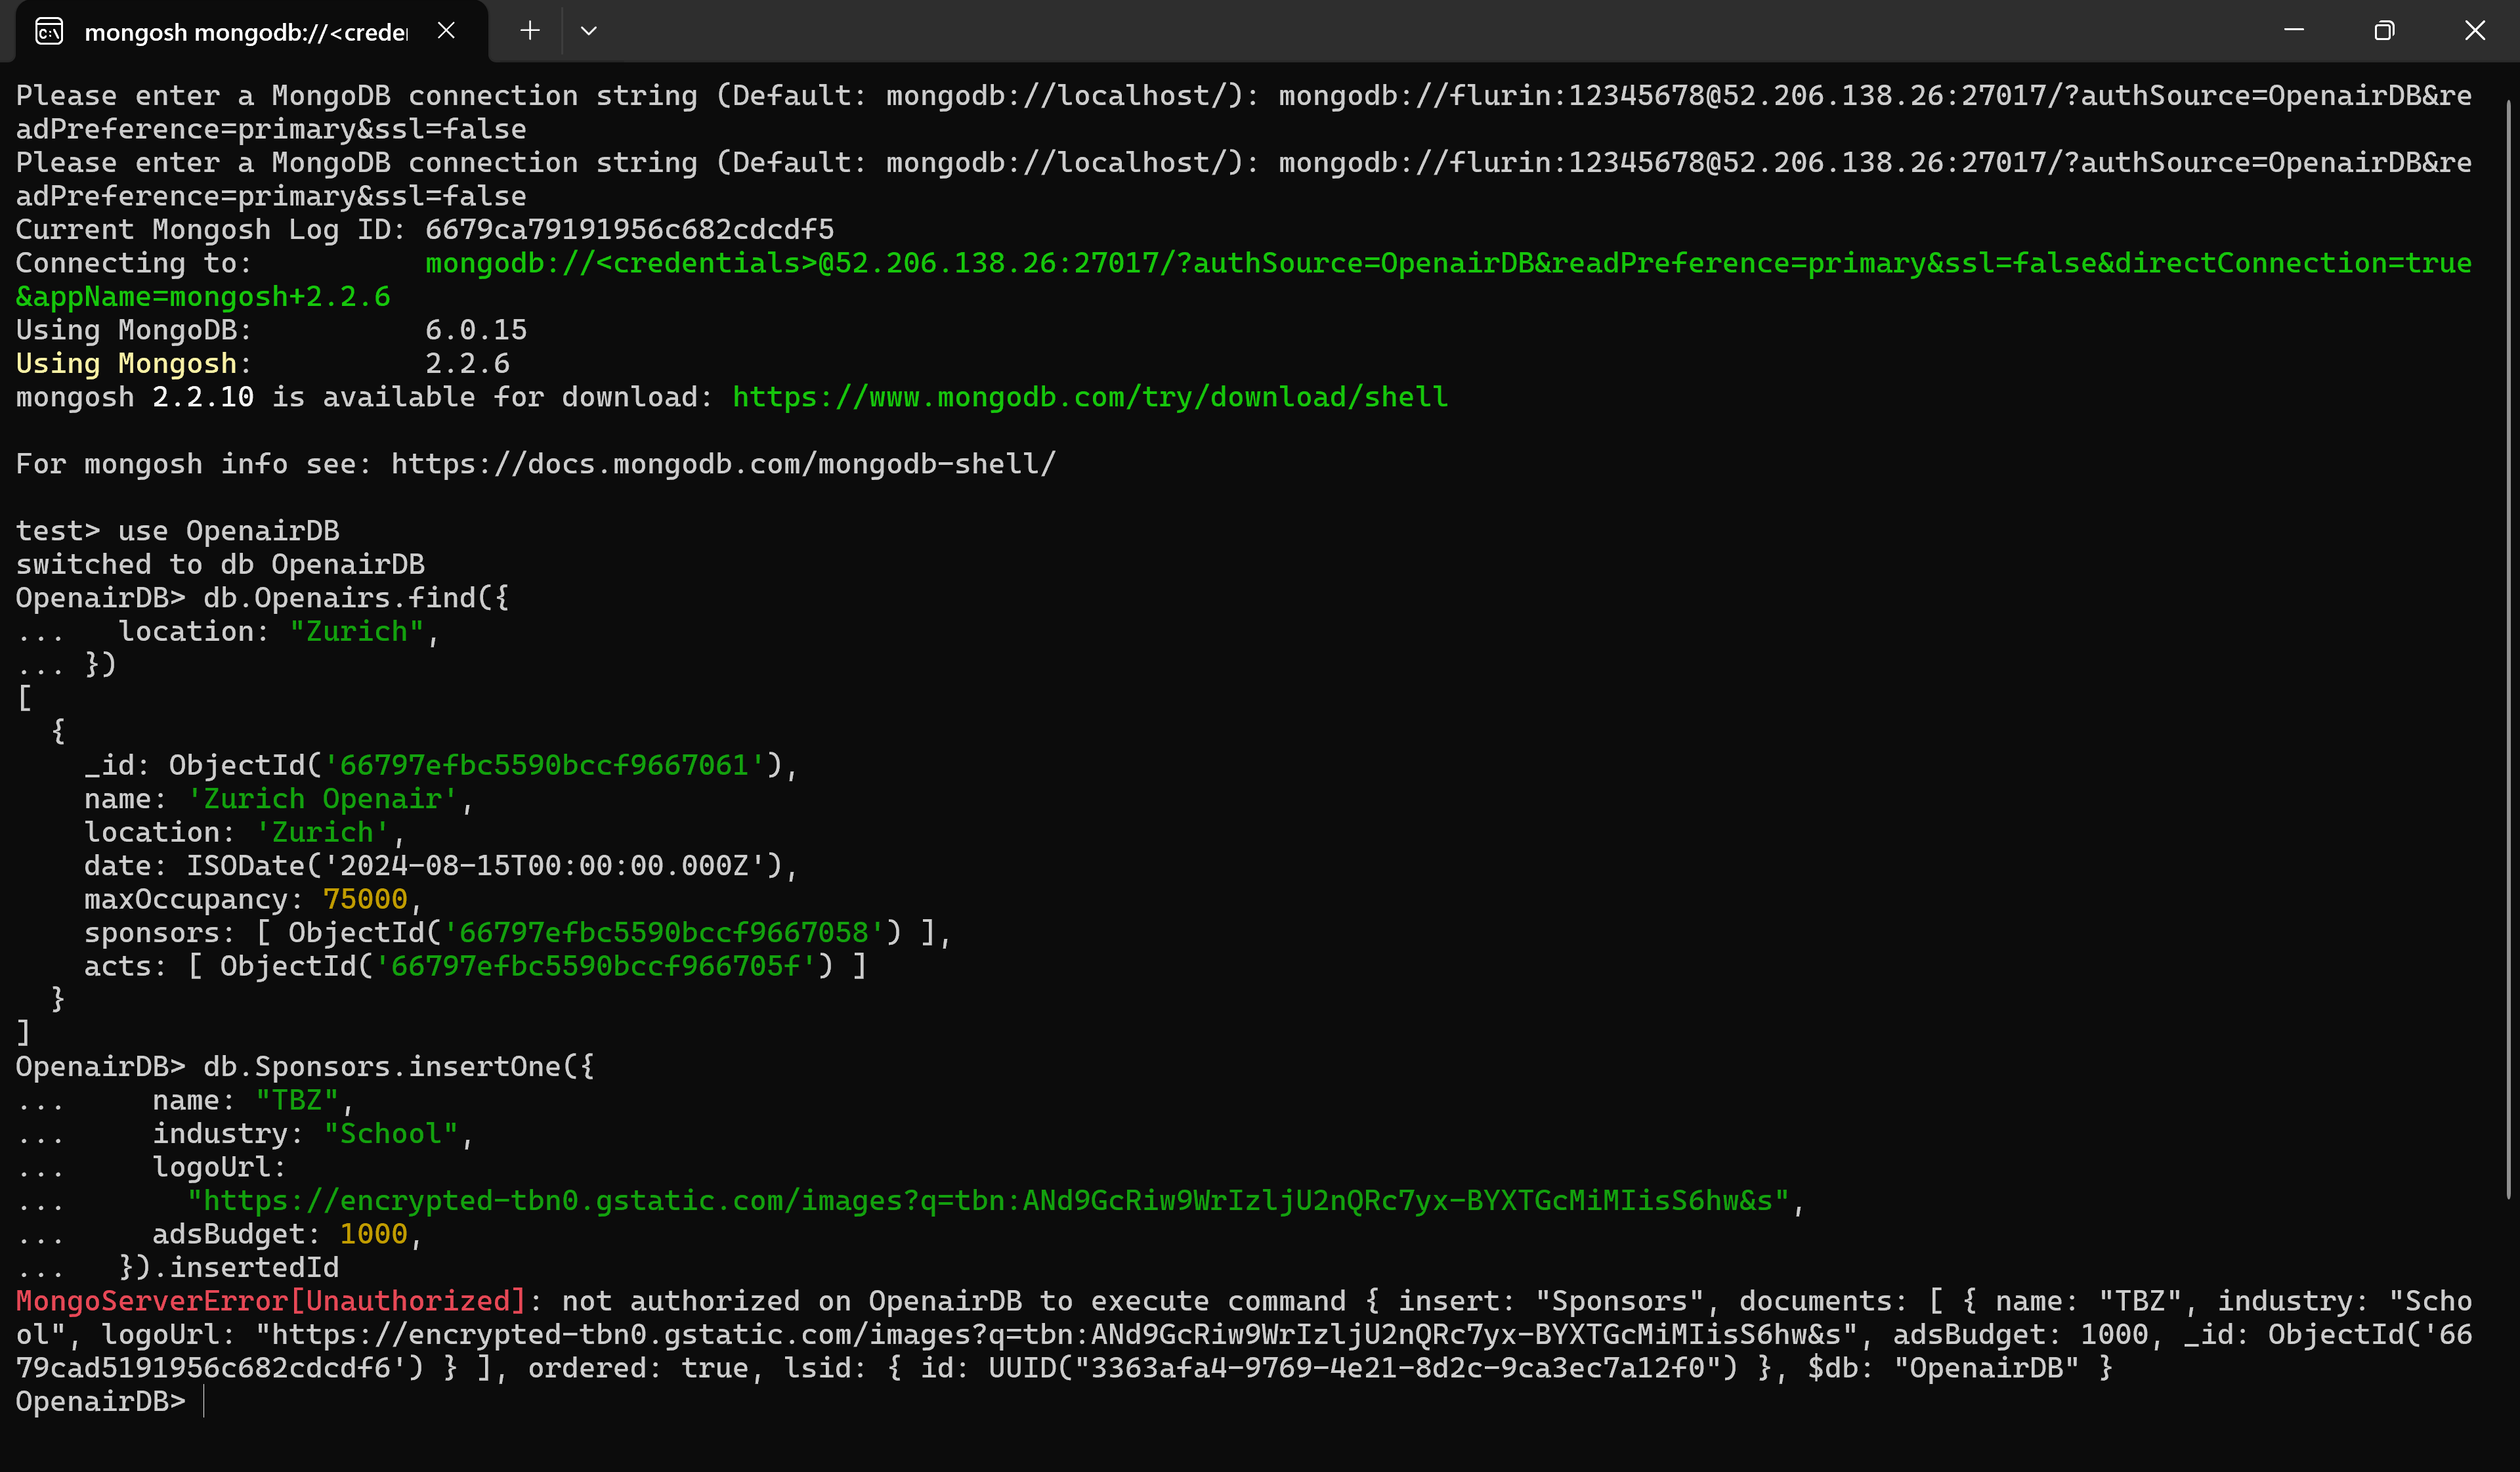 mongosh mongodb://<creder
Please enter a MongoDB connection string (Default: mongodb://localhost/): mongodb://flurin:12345678@52.206.138.26:27017/?authSource=OpenairDB&re
adPreference=primary&ssl=false
Please enter a MongoDB connection string (Default: mongodb://localhost/): mongodb://flurin:12345678@52.206.138.26:27017/?authSource=OpenairDB&re
adPreference=primary&ssl=false
Current Mongosh Log ID: 6679ca79191956c682cdcdf5
Connecting to:          mongodb://<credentials>@52.206.138.26:27017/?authSource=OpenairDB&readPreference=primary&ssl=false&directConnection=true
&appName=mongosh+2.2.6
Using MongoDB:          6.0.15
Using Mongosh:          2.2.6
mongosh 2.2.10 is available for download: https://www.mongodb.com/try/download/shell
For mongosh info see: https://docs.mongodb.com/mongodb-shell/
test> use OpenairDB
switched to db OpenairDB
OpenairDB> db.Openairs.find({
...   location: "Zurich",
... })
[
  {
    _id: ObjectId('66797efbc5590bccf9667061'),
    name: 'Zurich Openair',
    location: 'Zurich',
    date: ISODate('2024-08-15T00:00:00.000Z'),
    maxOccupancy: 75000,
    sponsors: [ ObjectId('66797efbc5590bccf9667058') ],
    acts: [ ObjectId('66797efbc5590bccf966705f') ]
  }
]
OpenairDB> db.Sponsors.insertOne({
...     name: "TBZ",
...     industry: "School",
...     logoUrl:
...       "https://encrypted-tbn0.gstatic.com/images?q=tbn:ANd9GcRiw9WrIzljU2nQRc7yx-BYXTGcMiMIisS6hw&s",
...     adsBudget: 1000,
...   }).insertedId
MongoServerError[Unauthorized]: not authorized on OpenairDB to execute command { insert: "Sponsors", documents: [ { name: "TBZ", industry: "Scho
ol", logoUrl: "https://encrypted-tbn0.gstatic.com/images?q=tbn:ANd9GcRiw9WrIzljU2nQRc7yx-BYXTGcMiMIisS6hw&s", adsBudget: 1000, _id: ObjectId('66
79cad5191956c682cdcdf6') } ], ordered: true, lsid: { id: UUID("3363afa4-9769-4e21-8d2c-9ca3ec7a12f0") }, $db: "OpenairDB" }
OpenairDB>